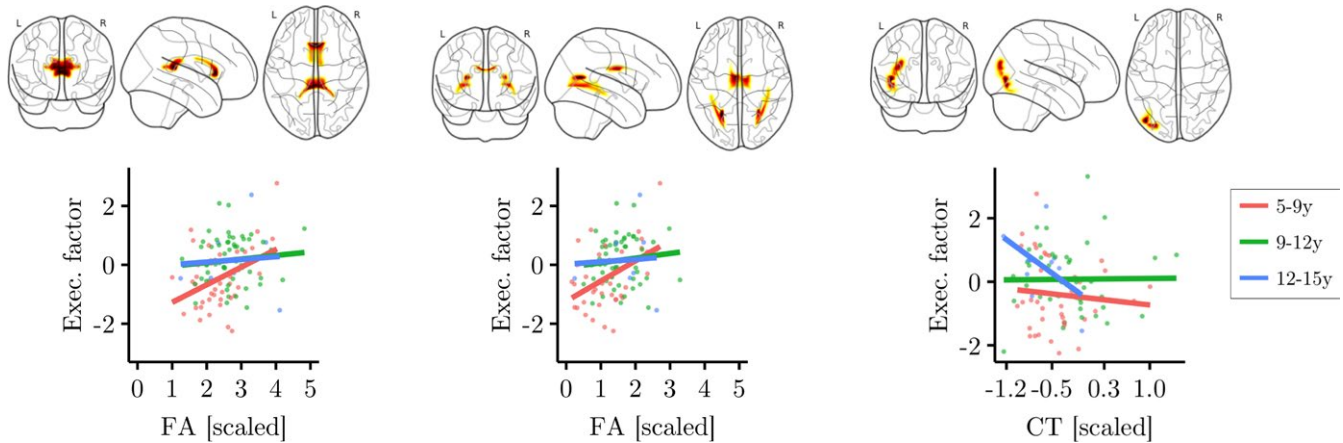 L R
L R
L R
L R
L R
L R
Exec. factor
2
0
-2
0 1 2 3 4 5
FA [scaled]
Exec. factor
2
0
-2
0 1 2 3 4 5
FA [scaled]
Exec. factor
2
0
-2
-1.2 -0.5 0.3 1.0
CT [scaled]
5-9y
9-12y
12-15y